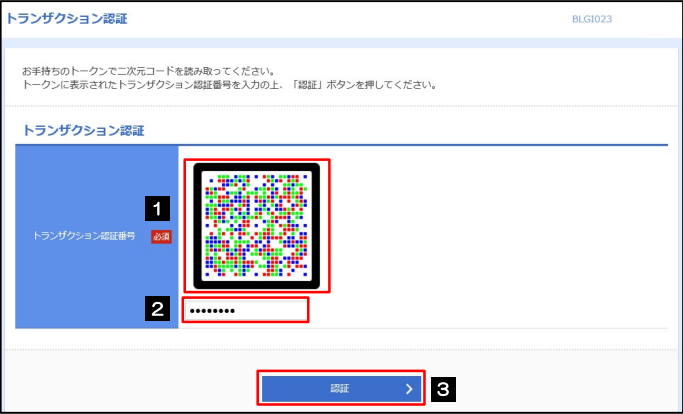 トランザクション認証
BLGI023
お手持ちのトークンで二次元コードを読み取ってください。
トークンに表示されたトランザクション認証番号を入力の上、「認証」ボタンを押してください。
トランザクション認証
1
トランザクション認証番号 必須
2
••••••••
認証
3